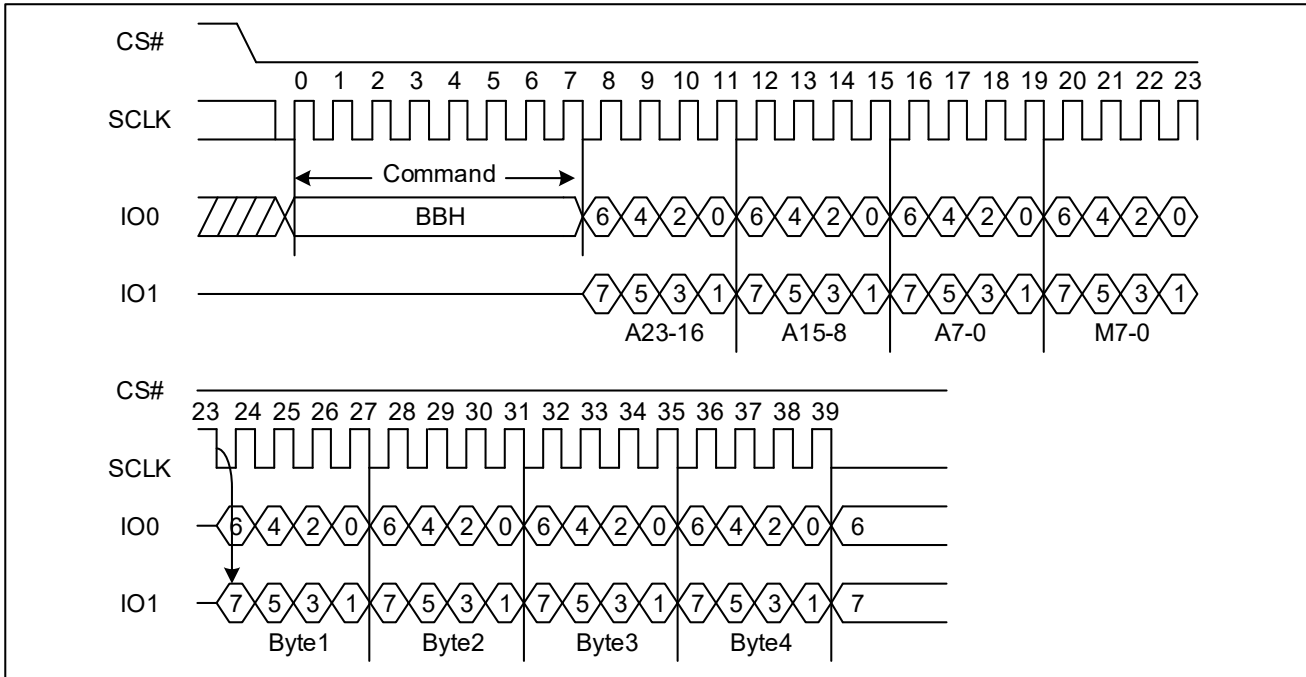 CS#
0 1 2 3 4 5 6 7 8 9 10 11 12 13 14 15 16 17 18 19 20 21 22 23
SCLK
Command
IO0 BBH 6 4 2 0 6 4 2 0 6 4 2 0 6 4 2 0
IO1 7 5 3 1 7 5 3 1 7 5 3 1 7 5 3 1
A23-16 A15-8 A7-0 M7-0
CS#
23 24 25 26 27 28 29 30 31 32 33 34 35 36 37 38 39
SCLK
IO0 6 4 2 0 6 4 2 0 6 4 2 0 6 4 2 0 6
IO1 7 5 3 1 7 5 3 1 7 5 3 1 7 5 3 1 7
Byte1 Byte2 Byte3 Byte4